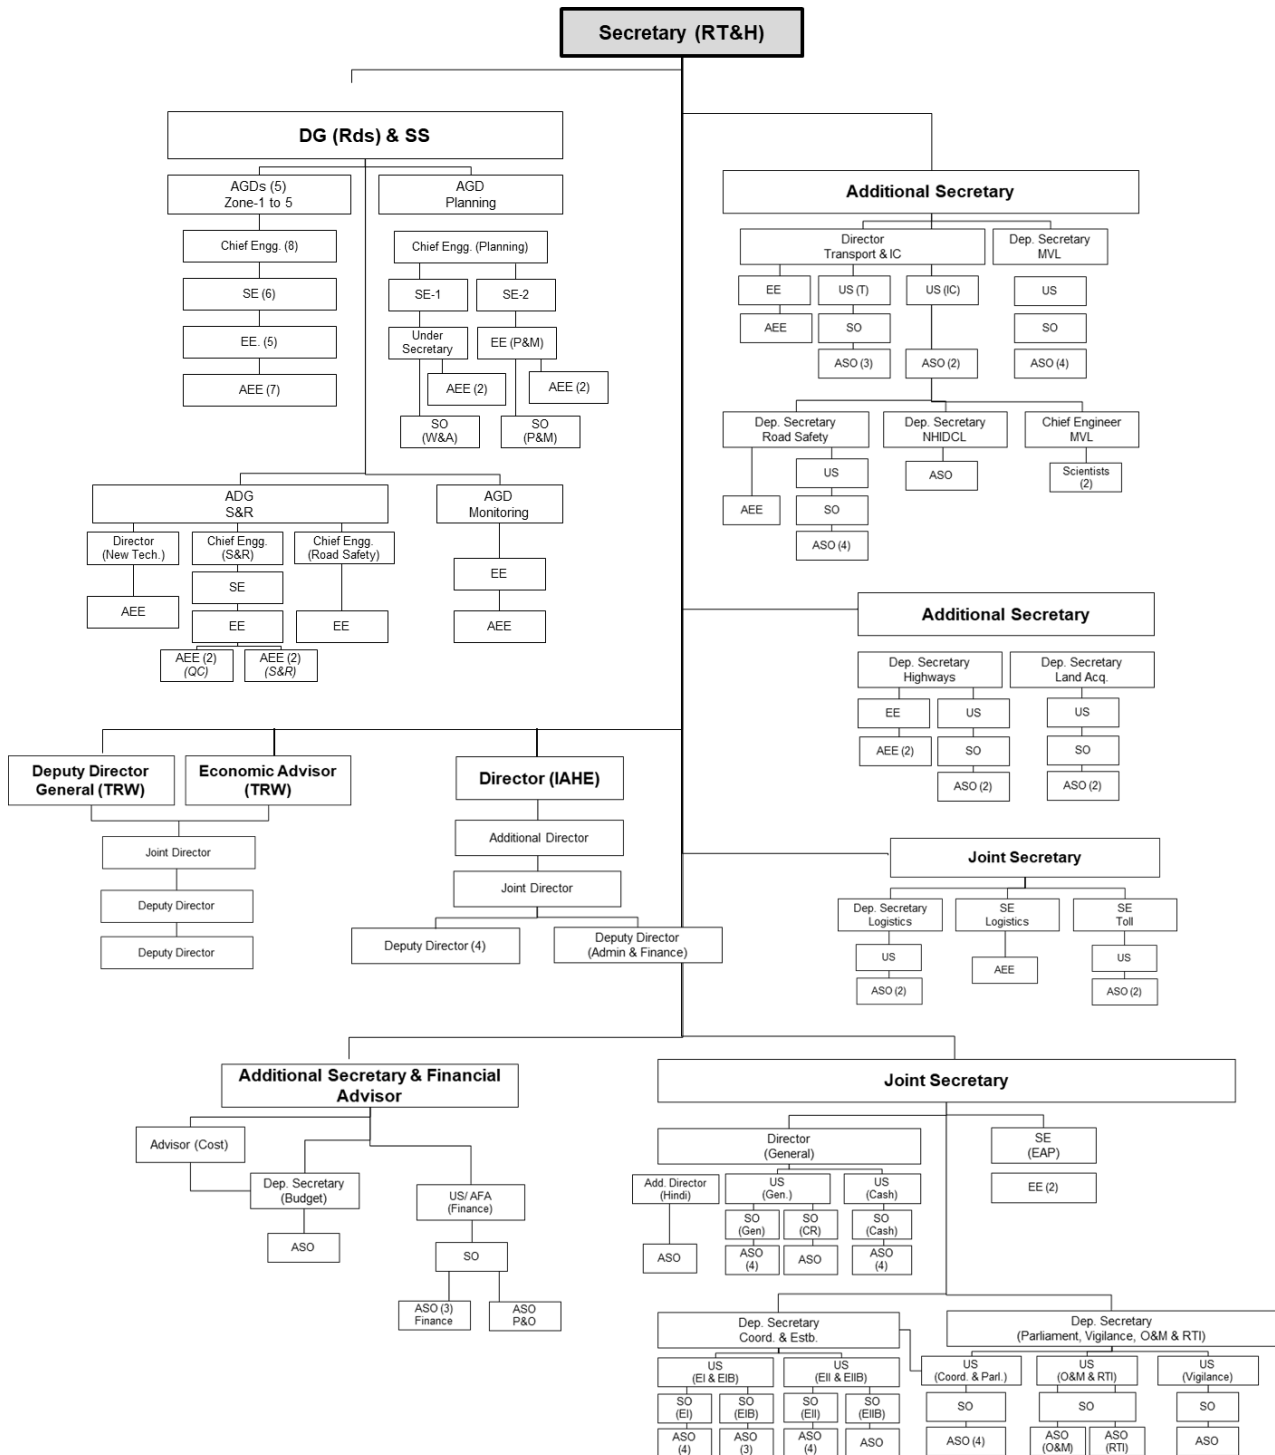 Secretary (RT&H)
DG (Rds) & SS
AGDs (5)
Zone-1 to 5
AGD
Planning
Chief Engg. (8)
Chief Engg. (Planning)
SE (6)
SE-1
SE-2
EE. (5)
Under
Secretary
EE (P&M)
AEE (7)
AEE (2)
AEE (2)
SO
(W&A)
SO
(P&M)
ADG
S&R
AGD
Monitoring
Director
(New Tech.)
Chief Engg.
(S&R)
Chief Engg.
(Road Safety)
SE
EE
AEE
EE
EE
AEE
AEE (2)
(QC)
AEE (2)
(S&R)
Additional Secretary
Director
Transport & IC
Dep. Secretary
MVL
EE
US (T)
US (IC)
US
AEE
SO
SO
ASO (3)
ASO (2)
ASO (4)
Dep. Secretary
Road Safety
Dep. Secretary
NHIDCL
Chief Engineer
MVL
US
ASO
Scientists
(2)
AEE
SO
ASO (4)
Additional Secretary
Dep. Secretary
Highways
Dep. Secretary
Land Acq.
EE
US
US
AEE (2)
SO
SO
ASO (2)
ASO (2)
Deputy Director
General (TRW)
Economic Advisor
(TRW)
Director (IAHE)
Joint Director
Additional Director
Deputy Director
Joint Director
Deputy Director
Deputy Director (4)
Deputy Director
(Admin & Finance)
Joint Secretary
Dep. Secretary
Logistics
SE
Logistics
SE
Toll
US
AEE
US
ASO (2)
ASO (2)
Additional Secretary & Financial
Advisor
Advisor (Cost)
Dep. Secretary
(Budget)
US/ AFA
(Finance)
ASO
SO
ASO (3)
Finance
ASO
P&O
Joint Secretary
Director
(General)
SE
(EAP)
Add. Director
(Hindi)
US
(Gen.)
US
(Cash)
EE (2)
SO
(Gen)
SO
(CR)
SO
(Cash)
ASO
ASO
(4)
ASO
ASO
(4)
Dep. Secretary
Coord. & Estb.
Dep. Secretary
(Parliament, Vigilance, O&M & RTI)
US
(EI & EIB)
US
(EII & EIIB)
US
(Coord. & Parl.)
US
(O&M & RTI)
US
(Vigilance)
SO
(EI)
SO
(EIB)
SO
(EII)
SO
(EIIB)
SO
SO
SO
ASO
(4)
ASO
(3)
ASO
(4)
ASO
ASO (4)
ASO
(O&M)
ASO
(RTI)
ASO